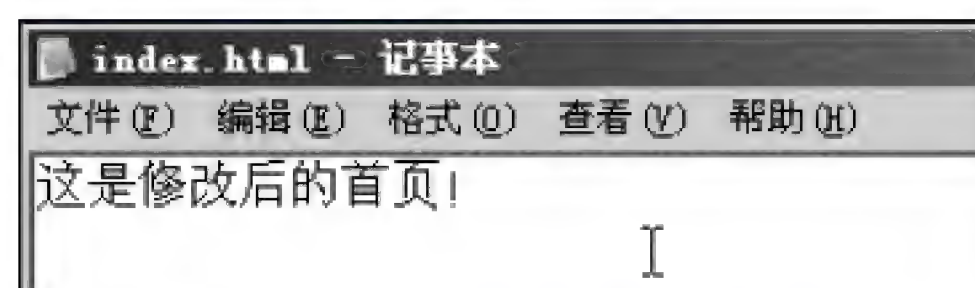 index.html - 记事本
文件(F) 编辑(E) 格式(O) 查看(V) 帮助(H)
这是修改后的首页!